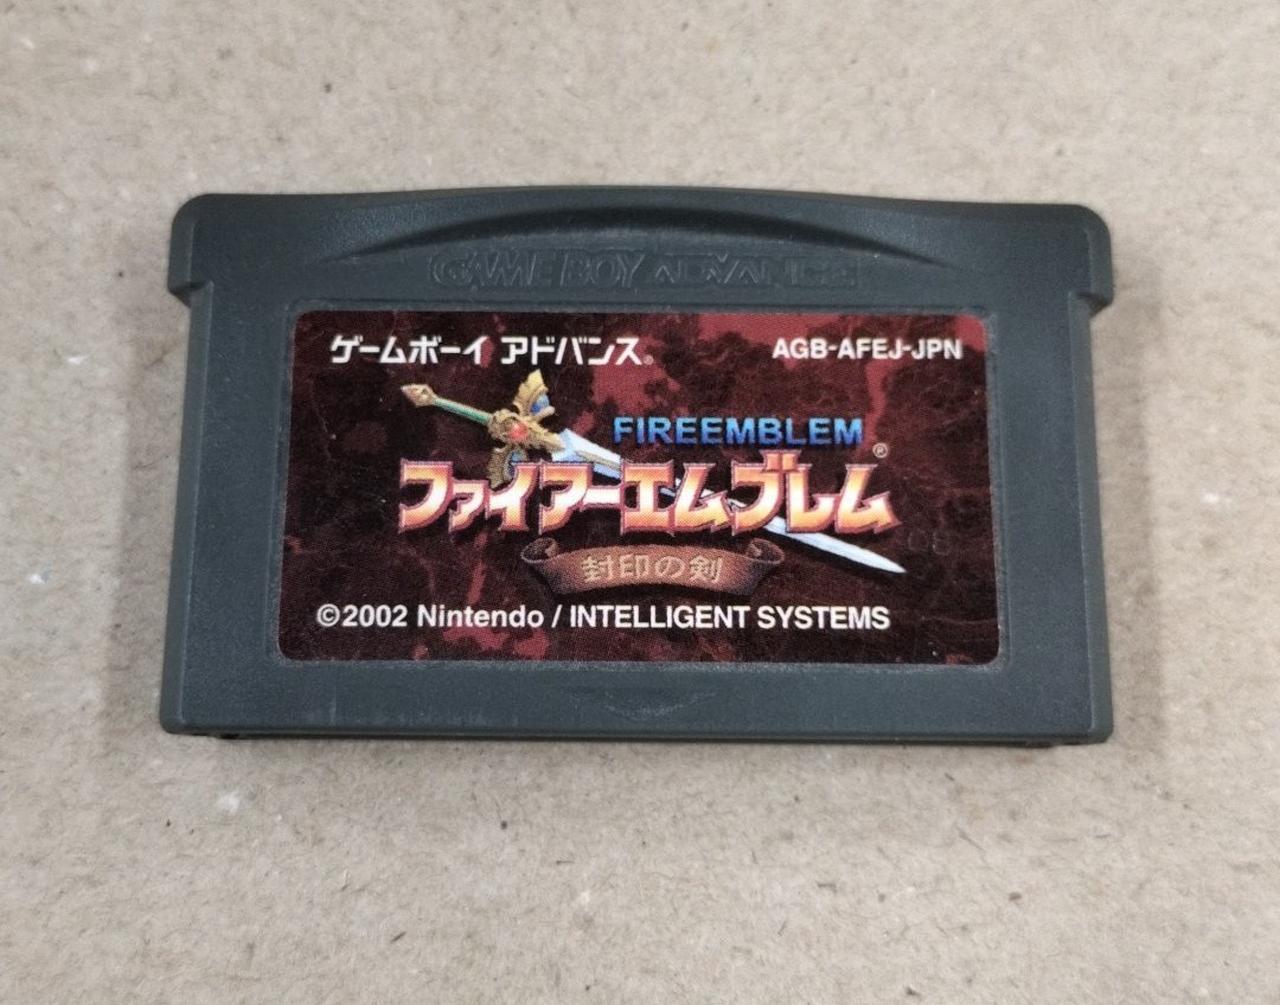 GAME BOY ADVANCE
ゲームボーイ アドバンス® AGB-AFEJ-JPN
FIREEMBLEM
ファイアーエムブレム®
封印の剣
08
©2002 Nintendo / INTELLIGENT SYSTEMS